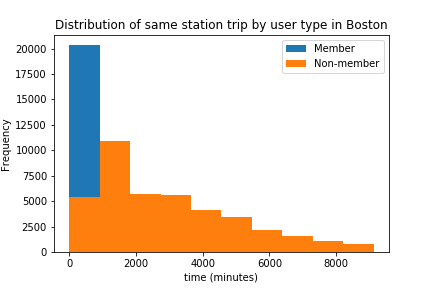 Distribution of same station trip by user type in Boston
Member
Non-member
Frequency
20000
17500
15000
12500
10000
7500
5000
2500
0
0 2000 4000 6000 8000
time (minutes)